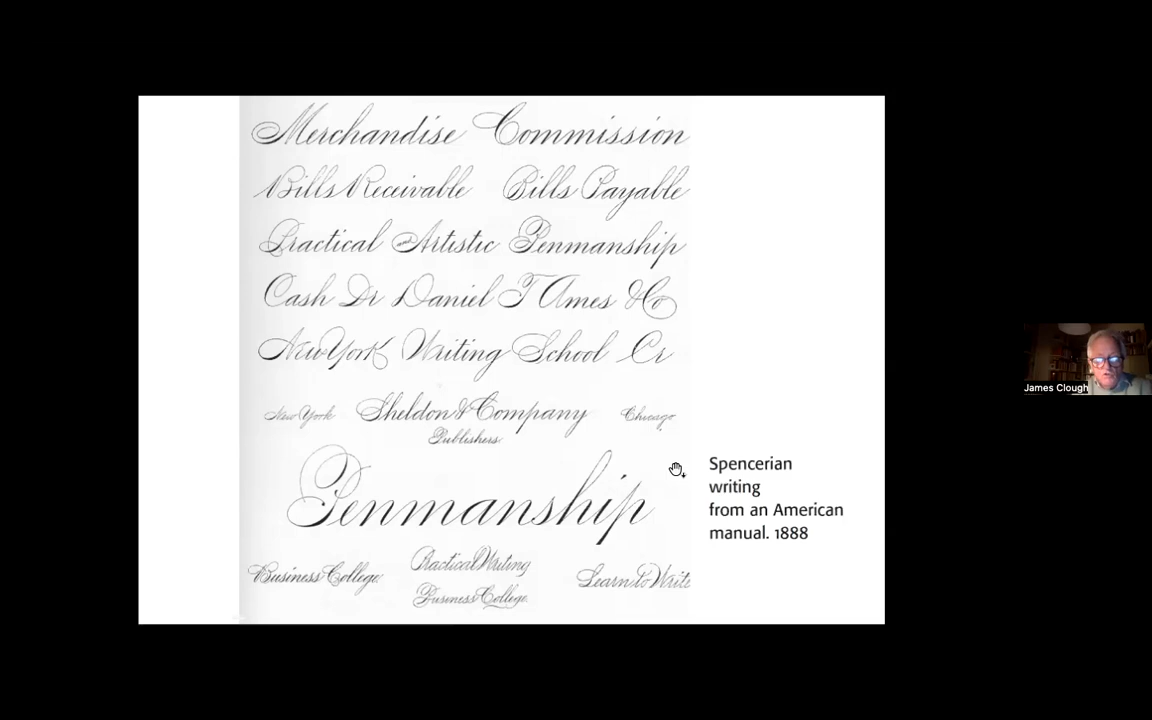 Merchandise Commission
Bills Receivable Bills Payable
Practical and Artistic Penmanship
Cash Dr Daniel T Ames & Co
New York Writing School Cr
New York Sheldon & Company Chicago
Publishers
Penmanship
Business College Practical Writing Learn to Write
Business College
Spencerian
writing
from an American
manual. 1888
James Clough